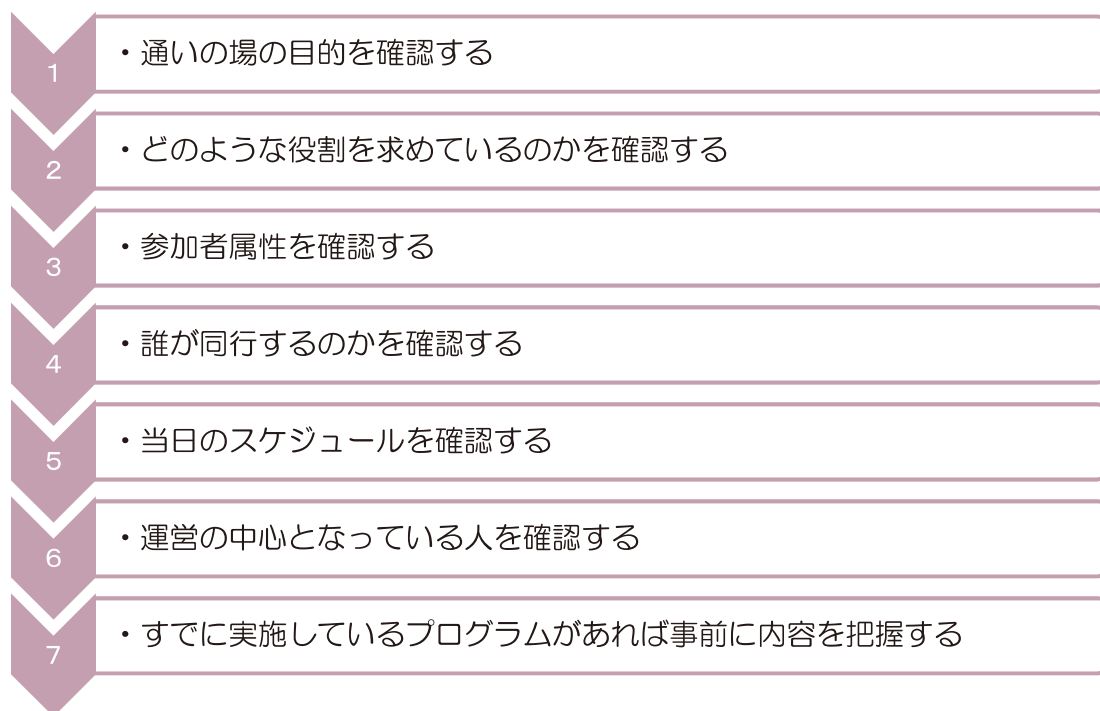 1
・通いの場の目的を確認する
2
・どのような役割を求めているのかを確認する
3
・参加者属性を確認する
4
・誰が同行するのかを確認する
5
・当日のスケジュールを確認する
6
・運営の中心となっている人を確認する
7
・すでに実施しているプログラムがあれば事前に内容を把握する